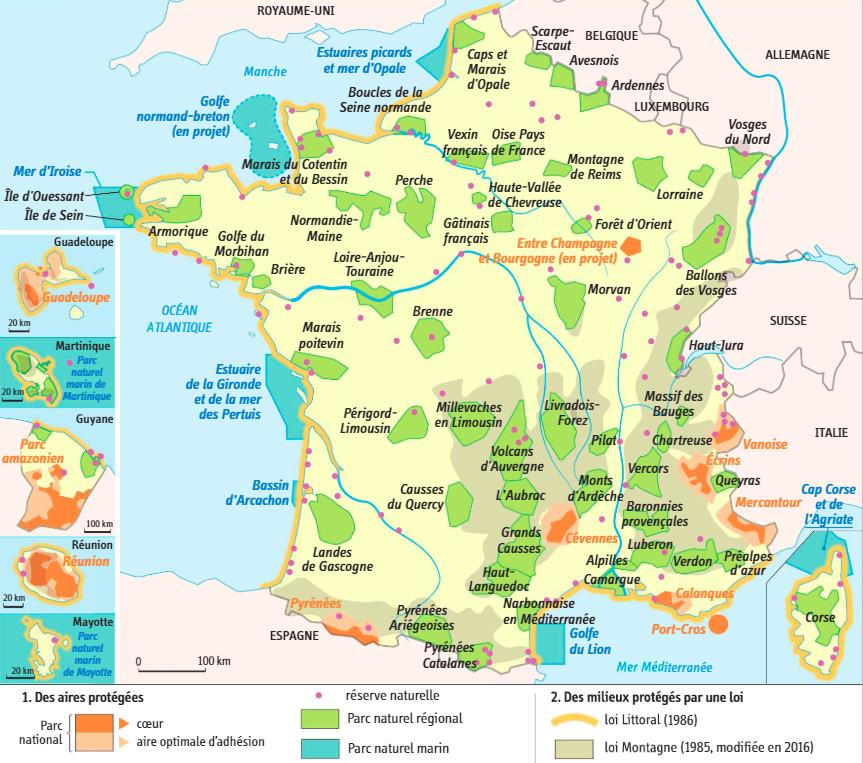 ROYAUME-UNI
BELGIQUE
ALLEMAGNE
LUXEMBOURG
SUISSE
ITALIE
ESPAGNE
Manche
OCÉAN
ATLANTIQUE
Mer Méditerranée
Estuaires picards
et mer d'Opale
Caps et
Marais
d'Opale
Scarpe-
Escaut
Avesnois
Ardennes
Golfe
normand-breton
(en projet)
Boucles de la
Seine normande
Vexin
français
Oise Pays
de France
Vosges
du Nord
Mer d'Iroise
Île d'Ouessant
Île de Sein
Marais du Cotentin
et du Bessin
Perche
Haute-Vallée
de Chevreuse
Montagne
de Reims
Lorraine
Armorique
Normandie-
Maine
Gâtinais
français
Forêt d'Orient
Entre Champagne
et Bourgogne (en projet)
Golfe du
Morbihan
Brière
Loire-Anjou-
Touraine
Ballons
des Vosges
Morvan
Brenne
Marais
poitevin
Haut-Jura
Estuaire
de la Gironde
et de la mer
des Pertuis
Périgord-
Limousin
Millevaches
en Limousin
Livradois-
Forez
Massif des
Bauges
Volcans
d'Auvergne
Pilat
Chartreuse
Vanoise
Vercors
Écrins
Queyras
Bassin
d'Arcachon
Causses
du Quercy
L'Aubrac
Monts
d'Ardèche
Baronnies
provençales
Mercantour
Cap Corse
et de
l'Agriate
Landes
de Gascogne
Grands
Causses
Cévennes
Luberon
Verdon
Préalpes
d'azur
Alpilles
Camargue
Haut-
Languedoc
Calanques
Port-Cros
Pyrénées
Pyrénées
Ariégeoises
Pyrénées
Catalanes
Narbonnaise
en Méditerranée
Golfe
du Lion
Corse
0 100 km
Guadeloupe
Guadeloupe
20 km
Martinique
Parc
naturel
marin de
Martinique
20 km
Guyane
Parc
amazonien
100 km
Réunion
Réunion
20 km
Mayotte
Parc
naturel
marin
de Mayotte
20 km
1. Des aires protégées
Parc
national
cœur
aire optimale d'adhésion
réserve naturelle
Parc naturel régional
Parc naturel marin
2. Des milieux protégés par une loi
loi Littoral (1986)
loi Montagne (1985, modifiée en 2016)